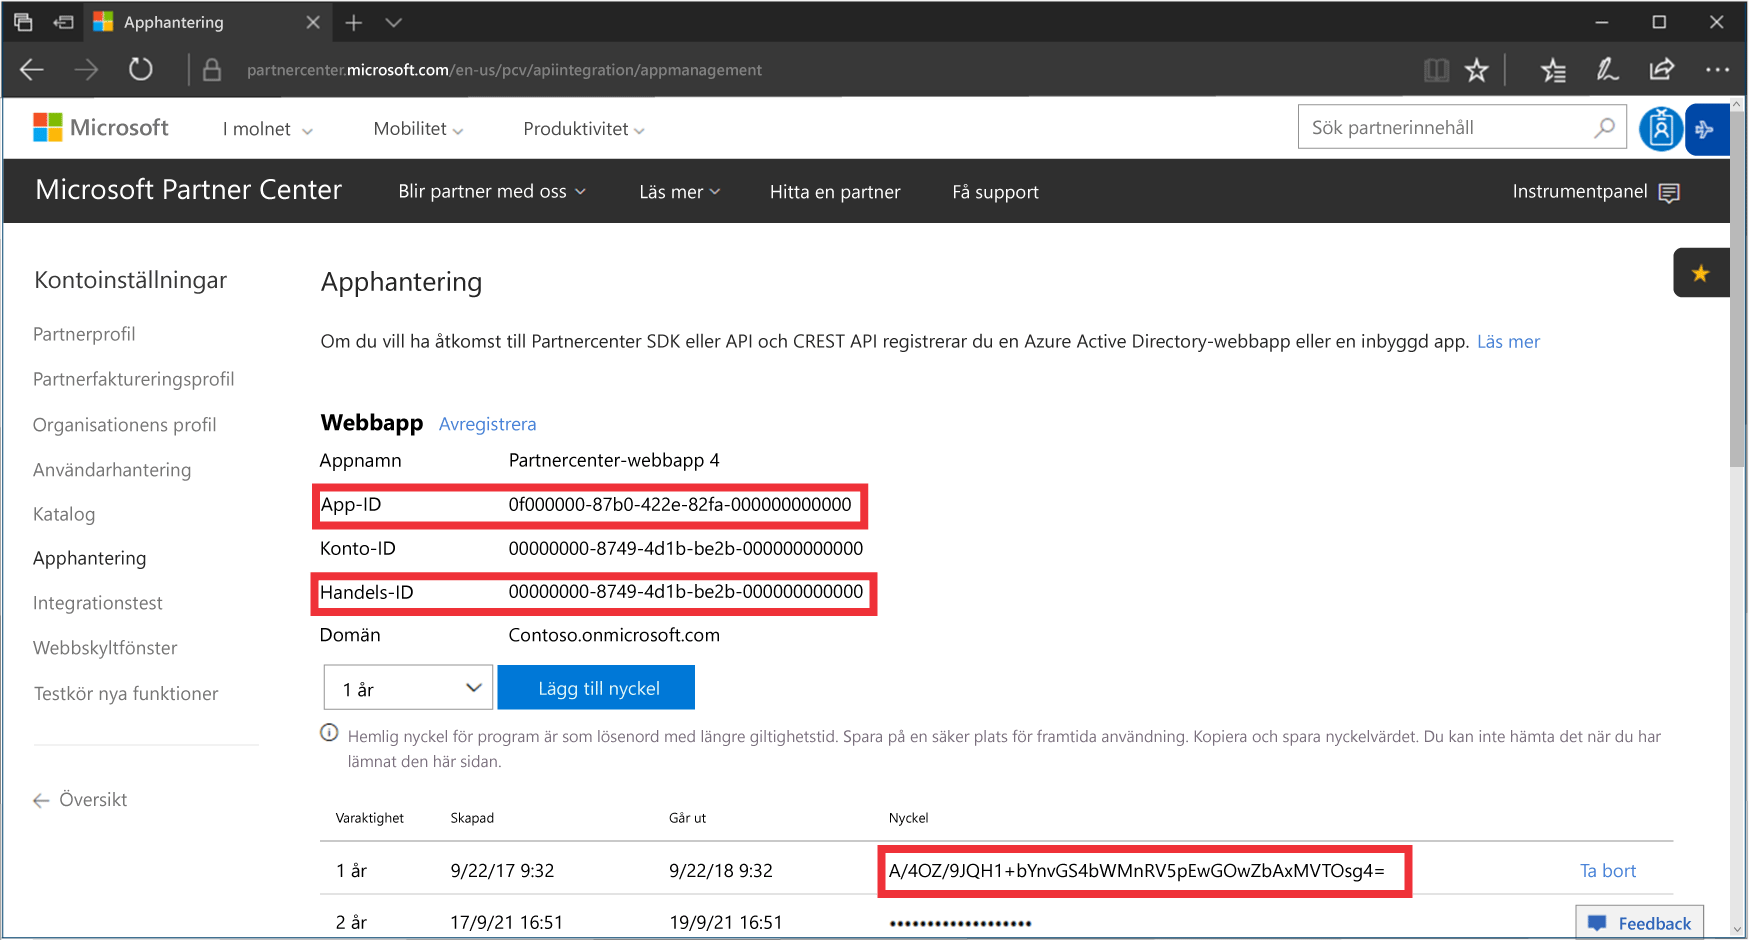 Apphantering
partnercenter.microsoft.com/en-us/pcv/apiintegration/appmanagement
Microsoft
I molnet
Mobilitet
Produktivitet
Sök partnerinnehåll
Microsoft Partner Center
Blir partner med oss
Läs mer
Hitta en partner
Få support
Instrumentpanel
Kontoinställningar
Partnerprofil
Partnerfaktureringsprofil
Organisationens profil
Användarhantering
Katalog
Apphantering
Integrationstest
Webbskyltfönster
Testkör nya funktioner
Översikt
Apphantering
Om du vill ha åtkomst till Partnercenter SDK eller API och CREST API registrerar du en Azure Active Directory-webbapp eller en inbyggd app. Läs mer
Webbapp Avregistrera
Appnamn Partnercenter-webbapp 4
App-ID 0f000000-87b0-422e-82fa-000000000000
Konto-ID 00000000-8749-4d1b-be2b-000000000000
Handels-ID 00000000-8749-4d1b-be2b-000000000000
Domän Contoso.onmicrosoft.com
1 år Lägg till nyckel
Hemlig nyckel för program är som lösenord med längre giltighetstid. Spara på en säker plats för framtida användning. Kopiera och spara nyckelvärdet. Du kan inte hämta det när du har
lämnat den här sidan.
Varaktighet Skapad Går ut Nyckel
1 år 9/22/17 9:32 9/22/18 9:32 A/4OZ/9JQH1+bYnvGS4bWMnRV5pEwGOwZbAxMVTOsg4= Ta bort
2 år 17/9/21 16:51 19/9/21 16:51 •••••••••••••••••••
Feedback